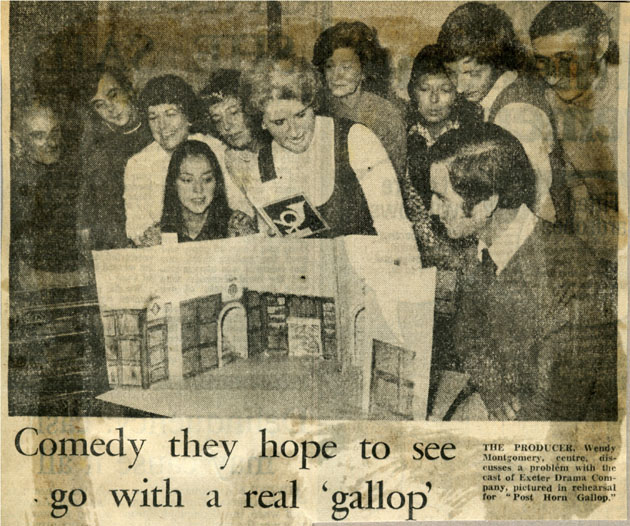 Comedy they hope to see
go with a real 'gallop'
THE PRODUCER, Wendy
Montgomery, centre, dis-
cusses a problem with the
cast of Exeter Drama Com-
pany, pictured in rehearsal
for "Post Horn Gallop."